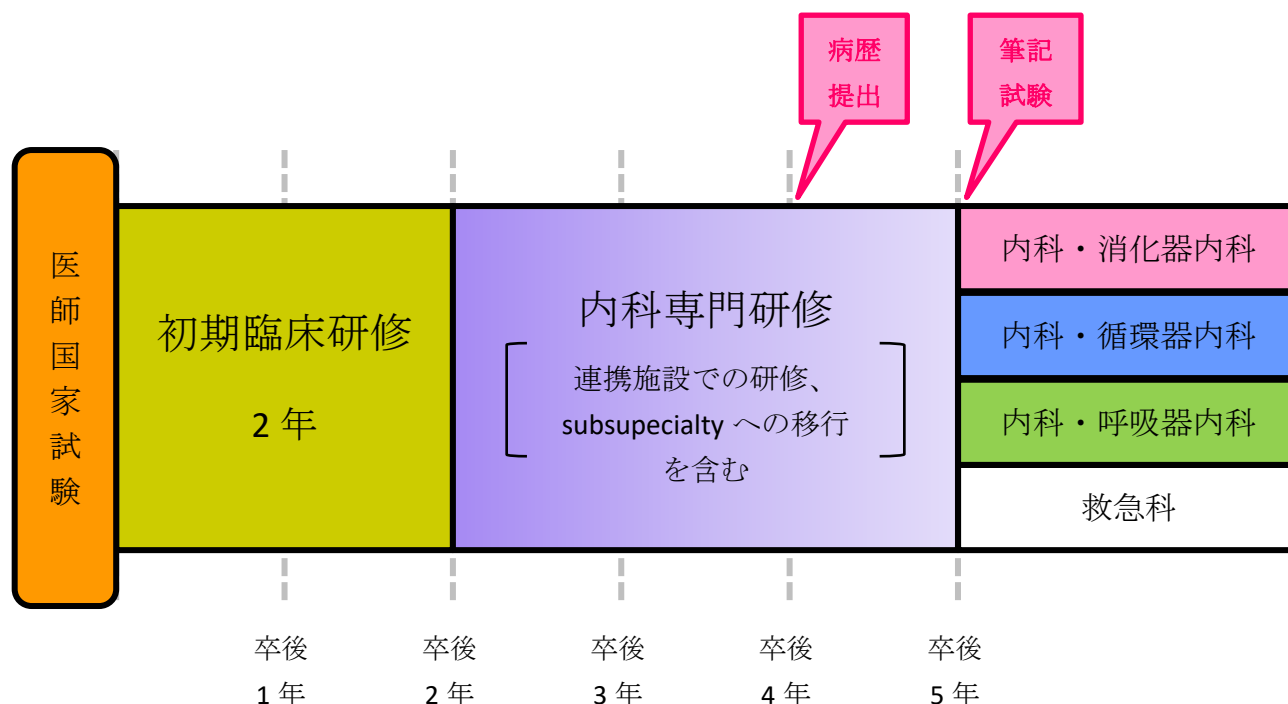 病歴
提出
筆記
試験
医師国家試験
初期臨床研修
2 年
内科専門研修
連携施設での研修、
subsupecialty への移行
を含む
内科・消化器内科
内科・循環器内科
内科・呼吸器内科
救急科
卒後
1 年
卒後
2 年
卒後
3 年
卒後
4 年
卒後
5 年